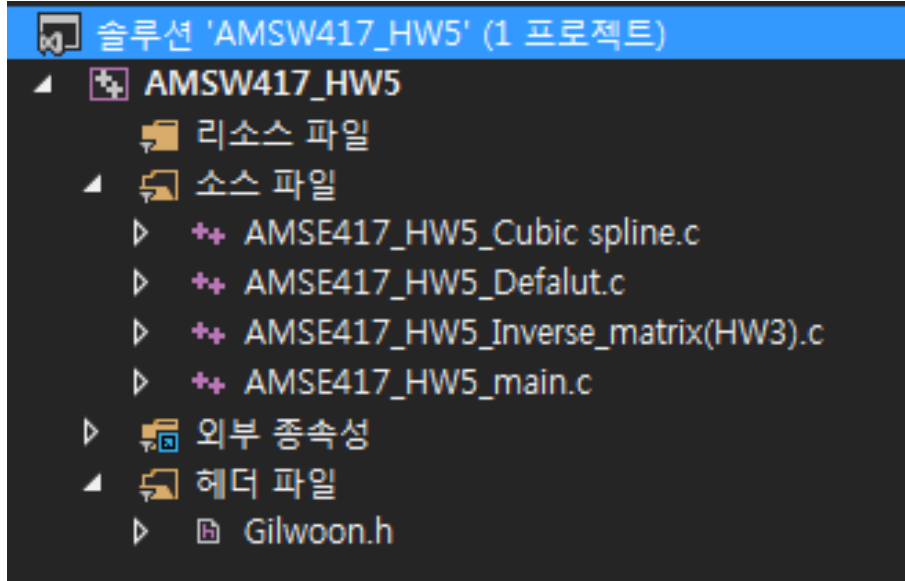 솔루션 'AMSW417_HW5' (1 프로젝트)
AMSW417_HW5
리소스 파일
소스 파일
AMSE417_HW5_Cubic spline.c
AMSE417_HW5_Defalut.c
AMSE417_HW5_Inverse_matrix(HW3).c
AMSE417_HW5_main.c
외부 종속성
헤더 파일
Gilwoon.h